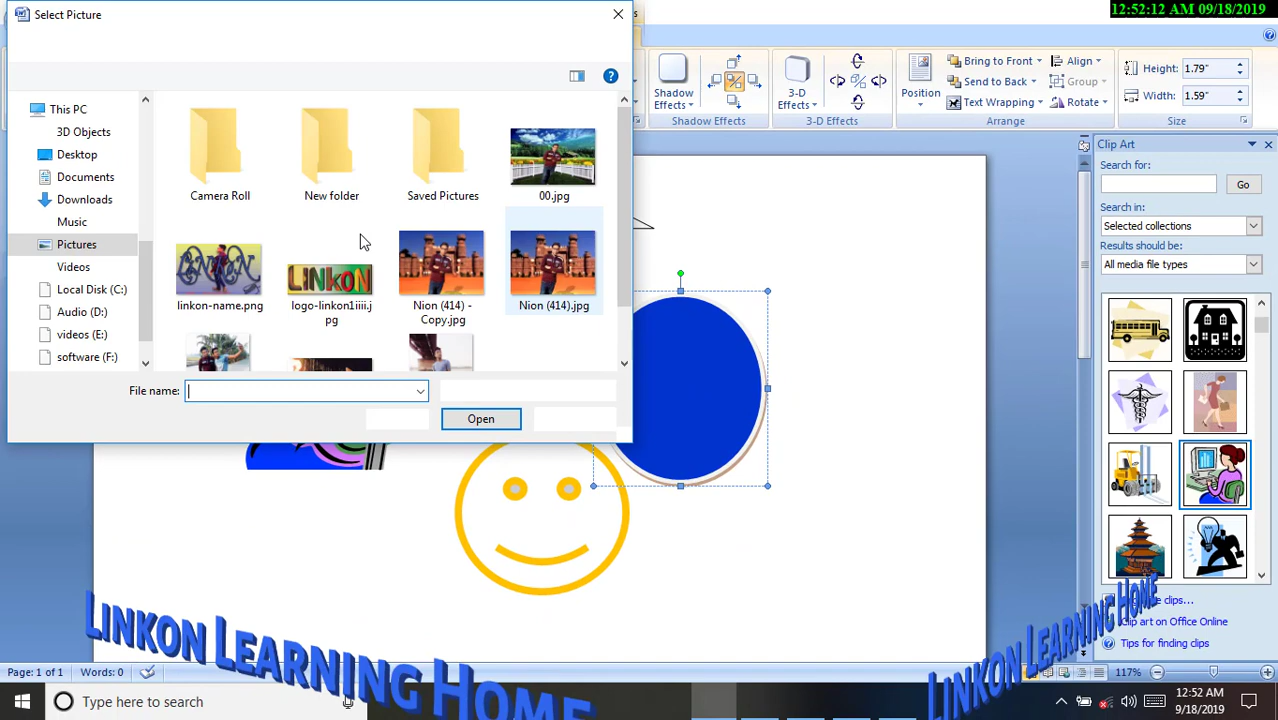 Select Picture
12:52:12 AM 09/18/2019
This PC
3D Objects
Desktop
Documents
Downloads
Music
Pictures
Videos
Local Disk (C:)
Audio (D:)
videos (E:)
software (F:)
Camera Roll
New folder
Saved Pictures
00.jpg
linkon-name.png
LINKON
logo-linkon1iiii.j
pg
Nion (414) -
Copy.jpg
Nion (414).jpg
File name:
Open
Shadow
Effects
Shadow Effects
3-D
Effects
3-D Effects
Position
Bring to Front
Send to Back
Text Wrapping
Align
Group
Rotate
Arrange
Height: 1.79"
Width: 1.59"
Size
Clip Art
Search for:
Go
Search in:
Selected collections
Results should be:
All media file types
clips...
Clip art on Office Online
Tips for finding clips
LINKON LEARNING HOME
LINKON LEARNING HOME
Page: 1 of 1
Words: 0
117%
Type here to search
12:52 AM
9/18/2019